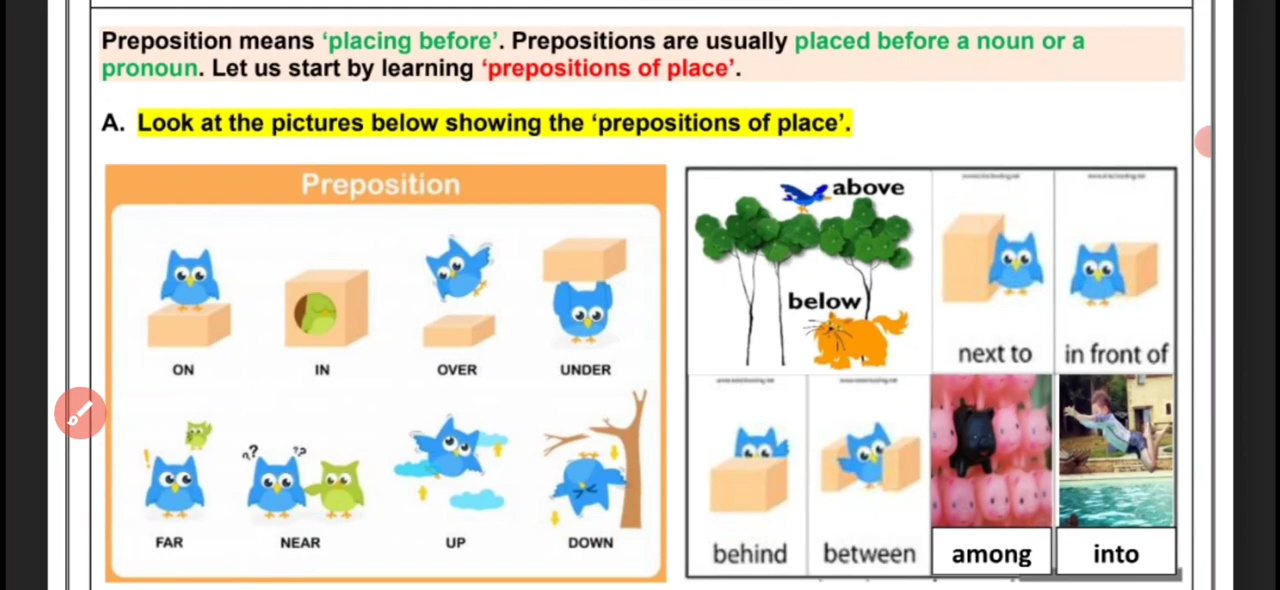 Preposition means ‘placing before’. Prepositions are usually placed before a noun or a
pronoun. Let us start by learning ‘prepositions of place’.
A. Look at the pictures below showing the ‘prepositions of place’.
Preposition
ON IN OVER UNDER
FAR NEAR UP DOWN
above
below
next to in front of
behind between among into